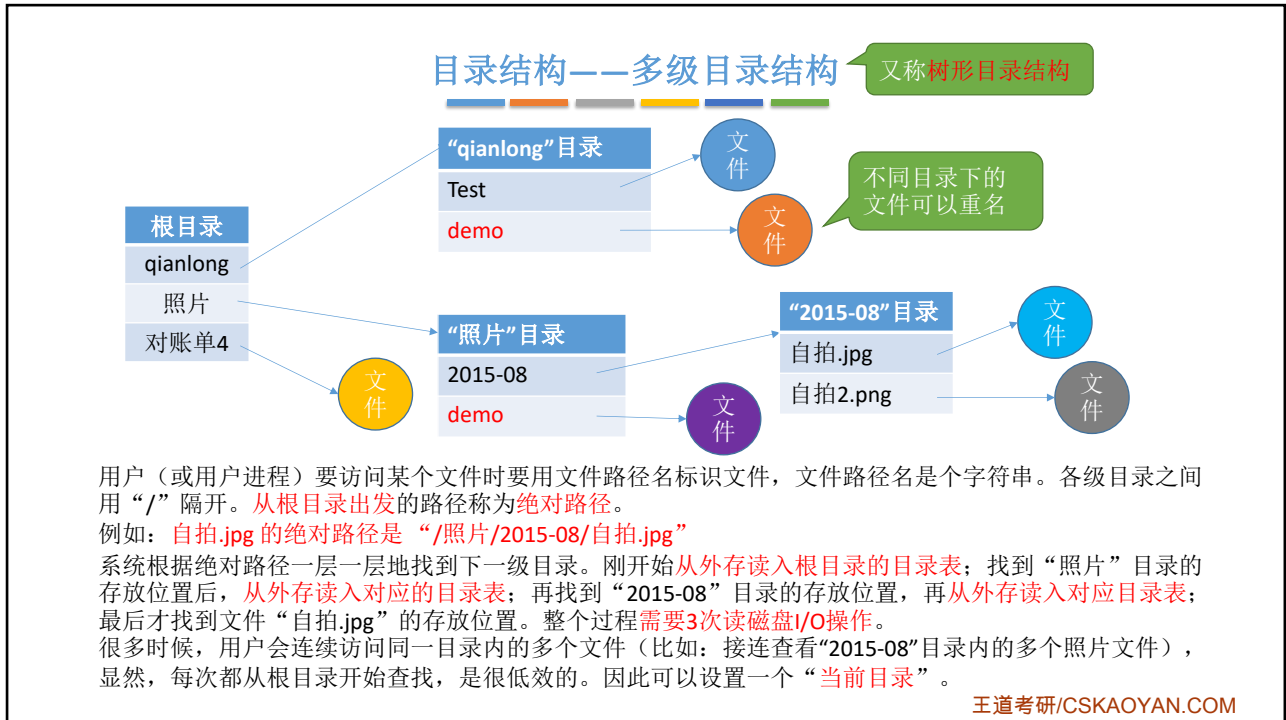 目录结构——多级目录结构
又称树形目录结构
“qianlong”目录
Test
demo
文
件
文
件
不同目录下的
文件可以重名
根目录
qianlong
照片
对账单4
文
件
“照片”目录
2015-08
demo
文
件
“2015-08”目录
自拍.jpg
自拍2.png
文
件
文
件
用户（或用户进程）要访问某个文件时要用文件路径名标识文件，文件路径名是个字符串。各级目录之间
用“/”隔开。从根目录出发的路径称为绝对路径。
例如：自拍.jpg 的绝对路径是 “/照片/2015-08/自拍.jpg”
系统根据绝对路径一层一层地找到下一级目录。刚开始从外存读入根目录的目录表；找到“照片”目录的
存放位置后，从外存读入对应的目录表；再找到“2015-08”目录的存放位置，再从外存读入对应目录表；
最后才找到文件“自拍.jpg”的存放位置。整个过程需要3次读磁盘I/O操作。
很多时候，用户会连续访问同一目录内的多个文件（比如：接连查看“2015-08”目录内的多个照片文件），
显然，每次都从根目录开始查找，是很低效的。因此可以设置一个“当前目录”。
王道考研/CSKAOYAN.COM